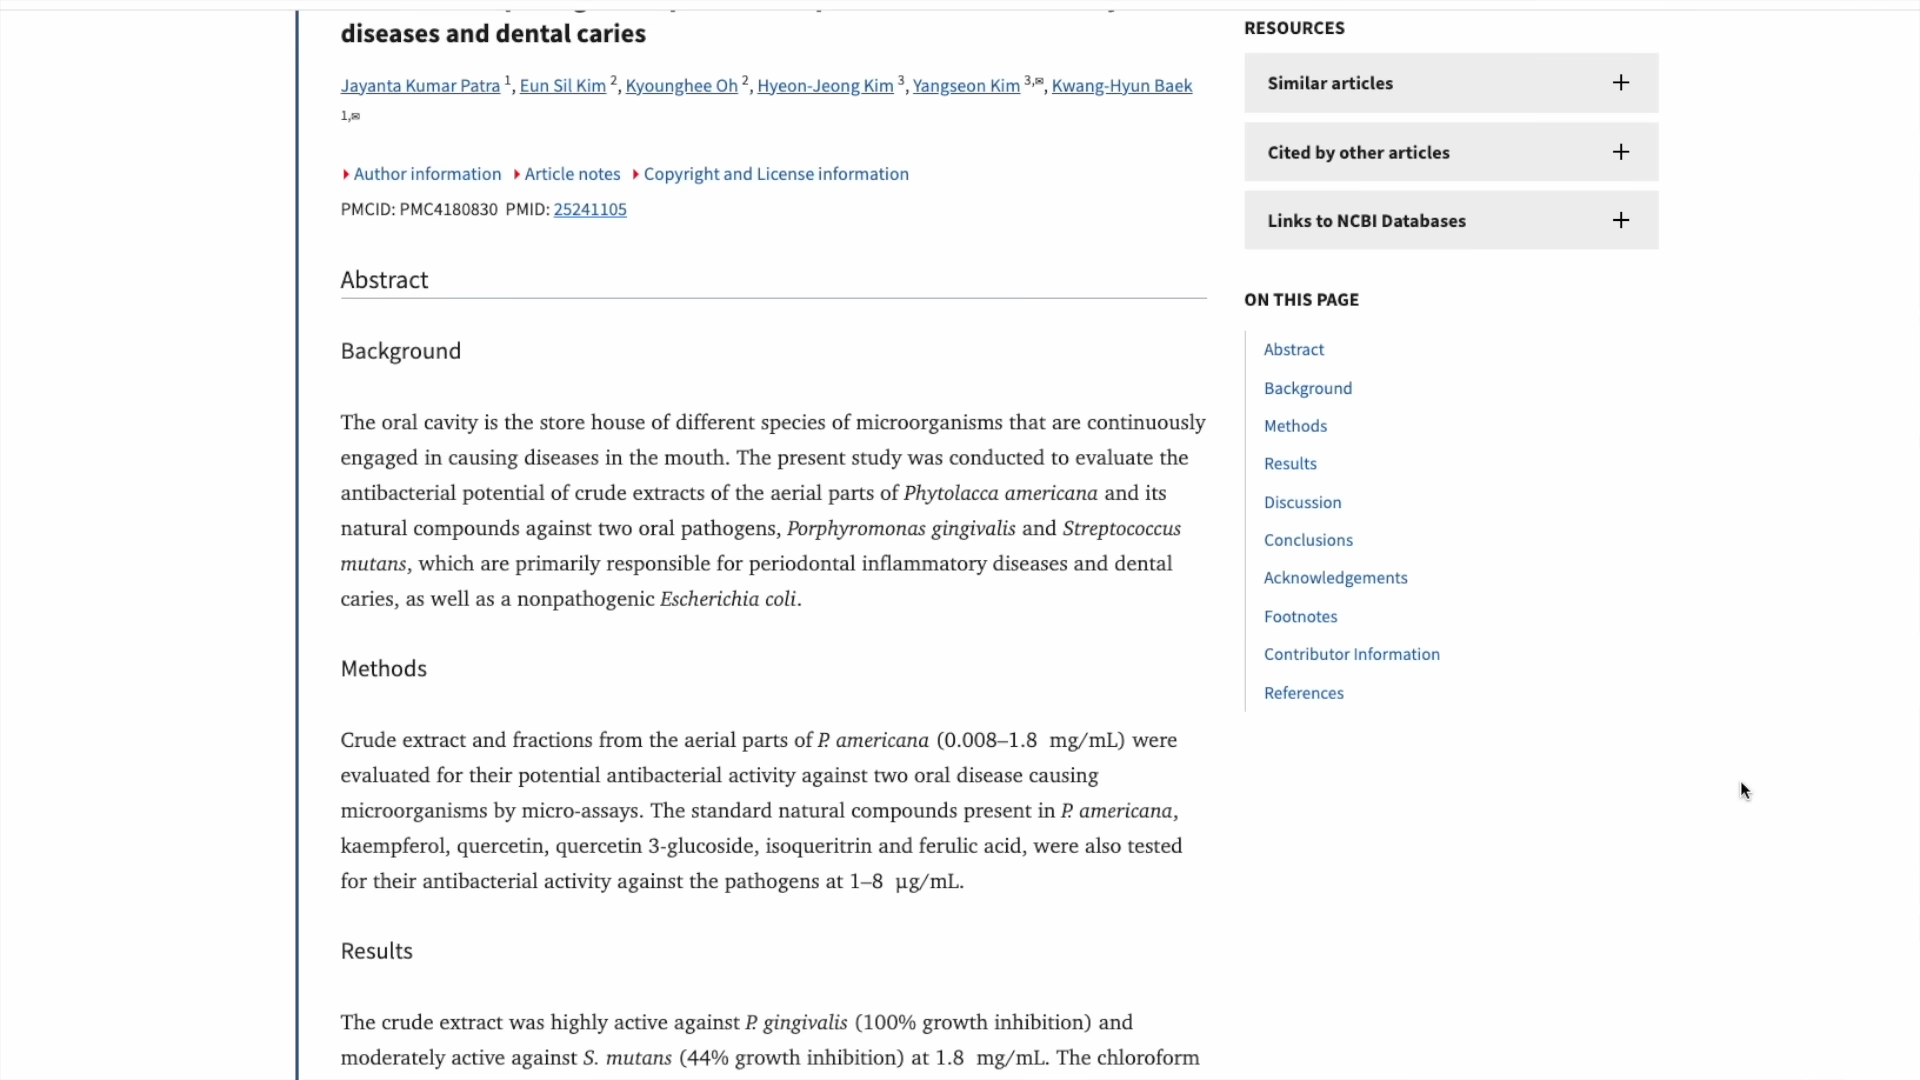 diseases and dental caries
Jayanta Kumar Patra 1, Eun Sil Kim 2, Kyounghee Oh 2, Hyeon-Jeong Kim 3, Yangseon Kim 3,✉, Kwang-Hyun Baek
1,✉
Author information Article notes Copyright and License information
PMCID: PMC4180830 PMID: 25241105
Abstract
Background
The oral cavity is the store house of different species of microorganisms that are continuously
engaged in causing diseases in the mouth. The present study was conducted to evaluate the
antibacterial potential of crude extracts of the aerial parts of Phytolacca americana and its
natural compounds against two oral pathogens, Porphyromonas gingivalis and Streptococcus
mutans, which are primarily responsible for periodontal inflammatory diseases and dental
caries, as well as a nonpathogenic Escherichia coli.
Methods
Crude extract and fractions from the aerial parts of P. americana (0.008–1.8 mg/mL) were
evaluated for their potential antibacterial activity against two oral disease causing
microorganisms by micro-assays. The standard natural compounds present in P. americana,
kaempferol, quercetin, quercetin 3-glucoside, isoqueritrin and ferulic acid, were also tested
for their antibacterial activity against the pathogens at 1–8 μg/mL.
Results
The crude extract was highly active against P. gingivalis (100% growth inhibition) and
moderately active against S. mutans (44% growth inhibition) at 1.8 mg/mL. The chloroform
RESOURCES
Similar articles
Cited by other articles
Links to NCBI Databases
ON THIS PAGE
Abstract
Background
Methods
Results
Discussion
Conclusions
Acknowledgements
Footnotes
Contributor Information
References